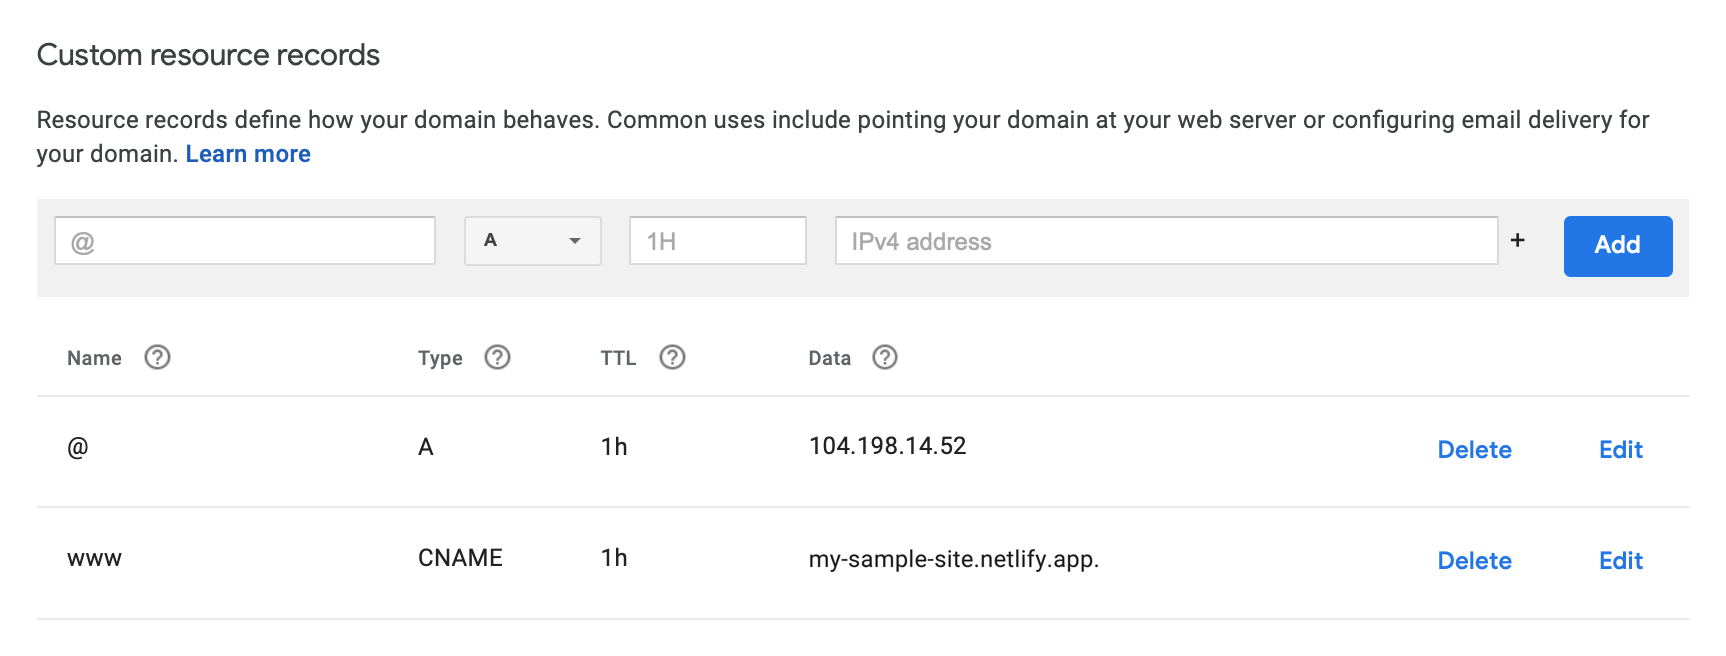 Custom resource records
Resource records define how your domain behaves. Common uses include pointing your domain at your web server or configuring email delivery for
your domain. Learn more
@ A 1H IPv4 address + Add
Name ? Type ? TTL ? Data ?
@ A 1h 104.198.14.52 Delete Edit
www CNAME 1h my-sample-site.netlify.app. Delete Edit